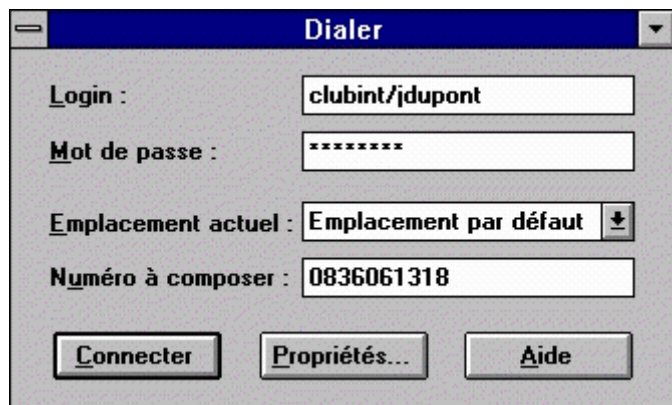 Dialer
Login : clubint/jdupont
Mot de passe : ********
Emplacement actuel : Emplacement par défaut
Numéro à composer : 0836061318
Connecter Propriétés... Aide